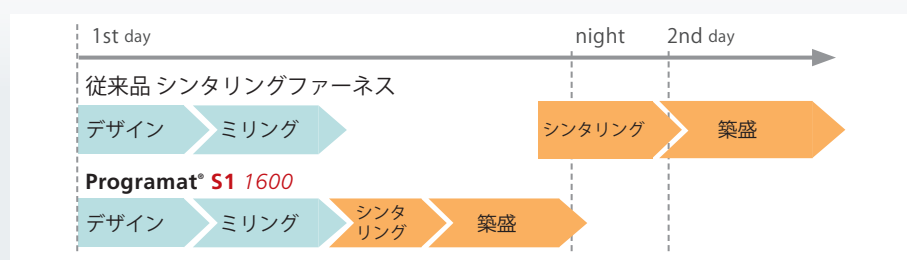 1st day night 2nd day
従来品 シンタリングファーネス
デザイン ミリング シンタリング 築盛
Programat® S1 1600
デザイン ミリング シンタ
リング 築盛